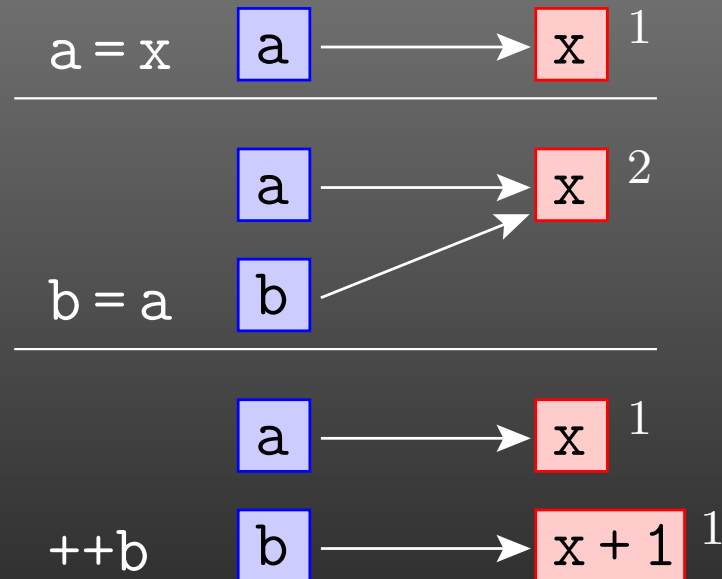 a = x a x 1
a x 2
b = a b
a x 1
++b b x + 1 1